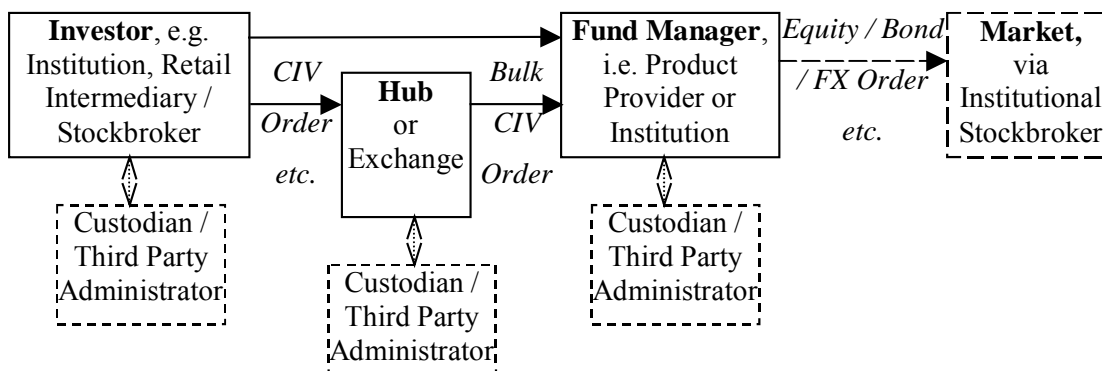 Investor, e.g.
Institution, Retail
Intermediary /
Stockbroker
CIV
Order
etc.
Hub
or
Exchange
Bulk
CIV
Order
Fund Manager,
i.e. Product
Provider or
Institution
Equity / Bond
/ FX Order
etc.
Market,
via
Institutional
Stockbroker
Custodian /
Third Party
Administrator
Custodian /
Third Party
Administrator
Custodian /
Third Party
Administrator